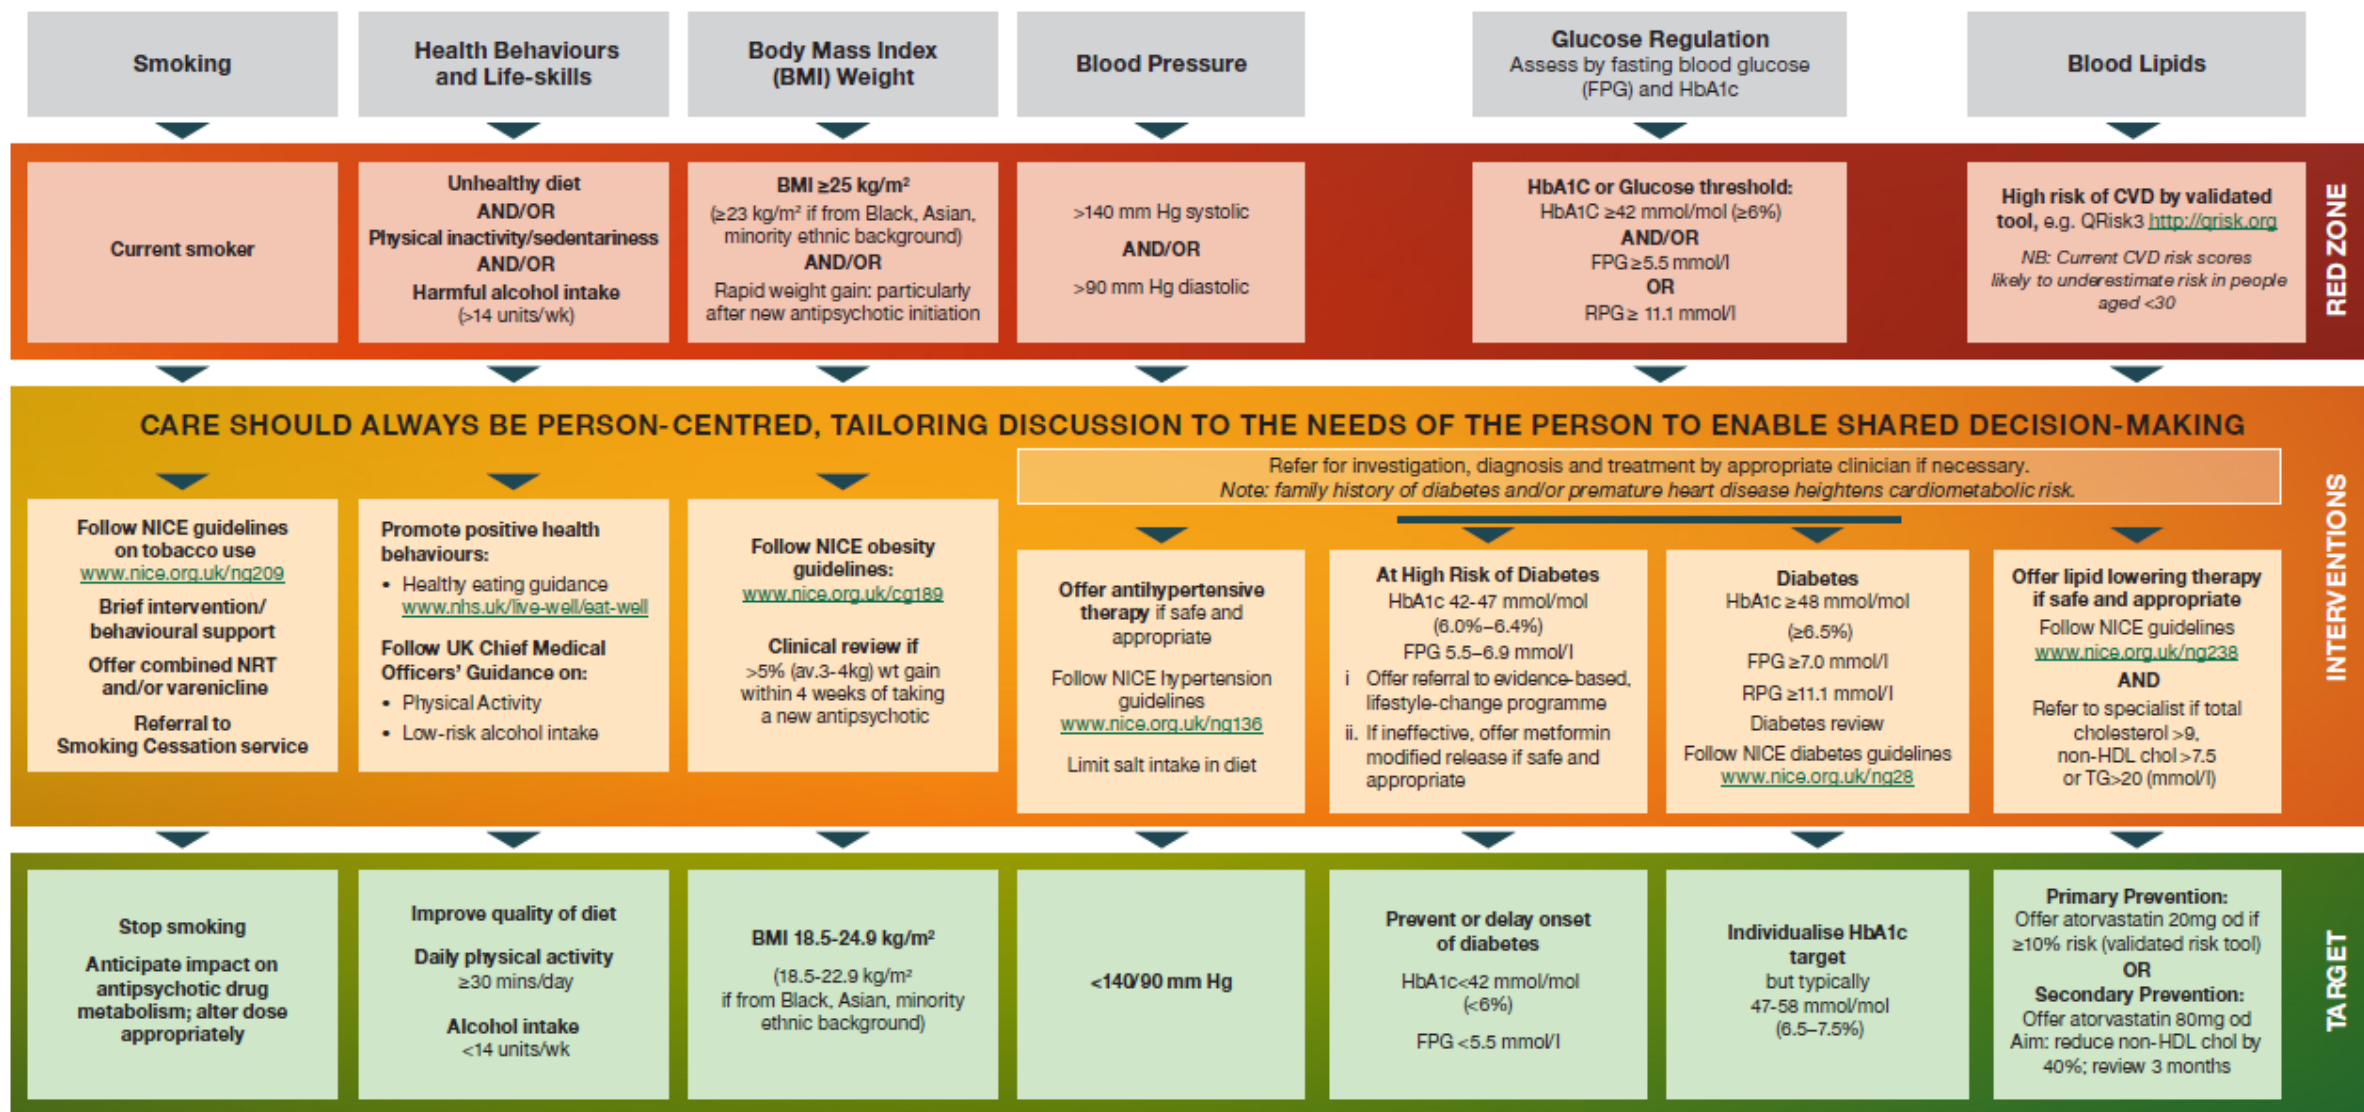 Smoking
Health Behaviours
and Life-skills
Body Mass Index
(BMI) Weight
Blood Pressure
Glucose Regulation
Assess by fasting blood glucose
(FPG) and HbA1c
Blood Lipids
RED ZONE
Current smoker
Unhealthy diet
AND/OR
Physical inactivity/sedentariness
AND/OR
Harmful alcohol intake
(>14 units/wk)
BMI ≥25 kg/m²
(≥23 kg/m² if from Black, Asian,
minority ethnic background)
AND/OR
Rapid weight gain: particularly
after new antipsychotic initiation
>140 mm Hg systolic
AND/OR
>90 mm Hg diastolic
HbA1C or Glucose threshold:
HbA1C ≥42 mmol/mol (≥6%)
AND/OR
FPG ≥5.5 mmol/l
OR
RPG ≥ 11.1 mmol/l
High risk of CVD by validated
tool, e.g. QRisk3 http://qrisk.org
NB: Current CVD risk scores
likely to underestimate risk in people
aged <30
CARE SHOULD ALWAYS BE PERSON-CENTRED, TAILORING DISCUSSION TO THE NEEDS OF THE PERSON TO ENABLE SHARED DECISION-MAKING
Refer for investigation, diagnosis and treatment by appropriate clinician if necessary.
Note: family history of diabetes and/or premature heart disease heightens cardiometabolic risk.
INTERVENTIONS
Follow NICE guidelines
on tobacco use
www.nice.org.uk/ng209
Brief intervention/
behavioural support
Offer combined NRT
and/or varenicline
Referral to
Smoking Cessation service
Promote positive health
behaviours:
• Healthy eating guidance
www.nhs.uk/live-well/eat-well
Follow UK Chief Medical
Officers' Guidance on:
• Physical Activity
• Low-risk alcohol intake
Follow NICE obesity
guidelines:
www.nice.org.uk/cg189
Clinical review if
>5% (av.3-4kg) wt gain
within 4 weeks of taking
a new antipsychotic
Offer antihypertensive
therapy if safe and
appropriate
Follow NICE hypertension
guidelines
www.nice.org.uk/ng136
Limit salt intake in diet
At High Risk of Diabetes
HbA1c 42-47 mmol/mol
(6.0%–6.4%)
FPG 5.5–6.9 mmol/l
i Offer referral to evidence-based,
lifestyle-change programme
ii. If ineffective, offer metformin
modified release if safe and
appropriate
Diabetes
HbA1c ≥48 mmol/mol
(≥6.5%)
FPG ≥7.0 mmol/l
RPG ≥11.1 mmol/l
Diabetes review
Follow NICE diabetes guidelines
www.nice.org.uk/ng28
Offer lipid lowering therapy
if safe and appropriate
Follow NICE guidelines
www.nice.org.uk/ng238
AND
Refer to specialist if total
cholesterol >9,
non-HDL chol >7.5
or TG>20 (mmol/l)
TARGET
Stop smoking
Anticipate impact on
antipsychotic drug
metabolism; alter dose
appropriately
Improve quality of diet
Daily physical activity
≥30 mins/day
Alcohol intake
<14 units/wk
BMI 18.5-24.9 kg/m²
(18.5-22.9 kg/m²
if from Black, Asian, minority
ethnic background)
<140/90 mm Hg
Prevent or delay onset
of diabetes
HbA1c<42 mmol/mol
(<6%)
FPG <5.5 mmol/l
Individualise HbA1c
target
but typically
47-58 mmol/mol
(6.5–7.5%)
Primary Prevention:
Offer atorvastatin 20mg od if
≥10% risk (validated risk tool)
OR
Secondary Prevention:
Offer atorvastatin 80mg od
Aim: reduce non-HDL chol by
40%; review 3 months